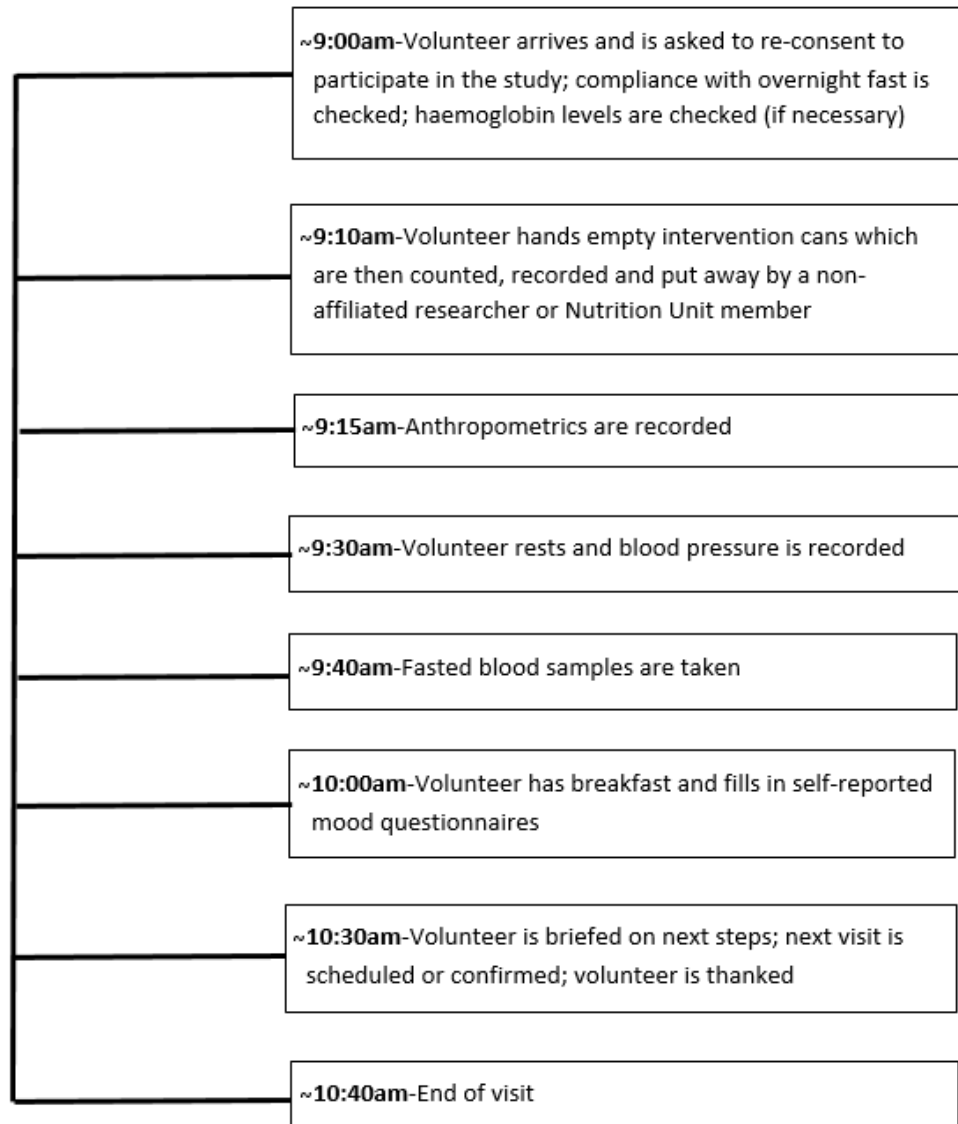 ~9:00am-Volunteer arrives and is asked to re-consent to
participate in the study; compliance with overnight fast is
checked; haemoglobin levels are checked (if necessary)
~9:10am-Volunteer hands empty intervention cans which
are then counted, recorded and put away by a non-
affiliated researcher or Nutrition Unit member
~9:15am-Anthropometrics are recorded
~9:30am-Volunteer rests and blood pressure is recorded
~9:40am-Fasted blood samples are taken
~10:00am-Volunteer has breakfast and fills in self-reported
mood questionnaires
~10:30am-Volunteer is briefed on next steps; next visit is
scheduled or confirmed; volunteer is thanked
~10:40am-End of visit